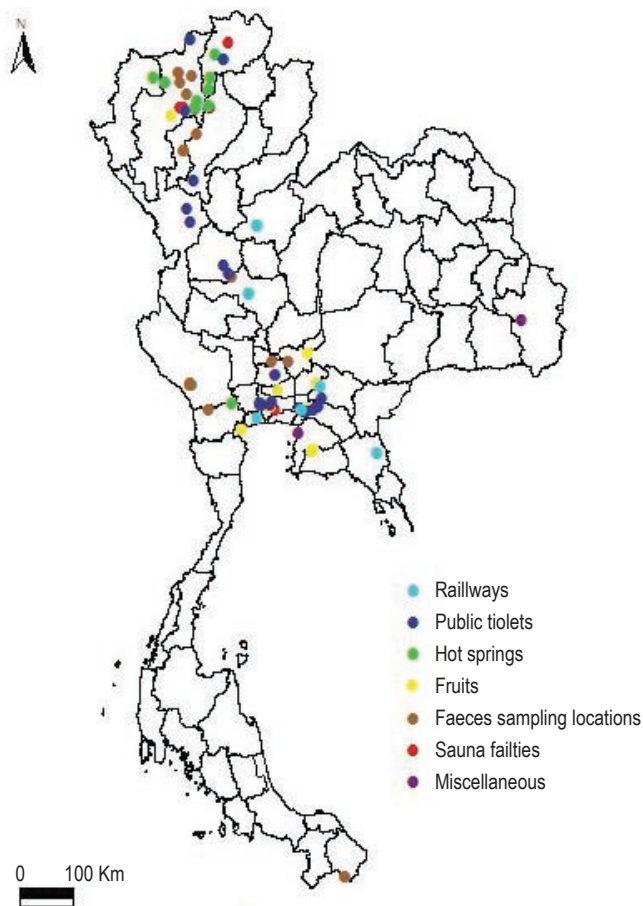 N
Raillways
Public tiolets
Hot springs
Fruits
Faeces sampling locations
Sauna failties
Miscellaneous
0 100 Km